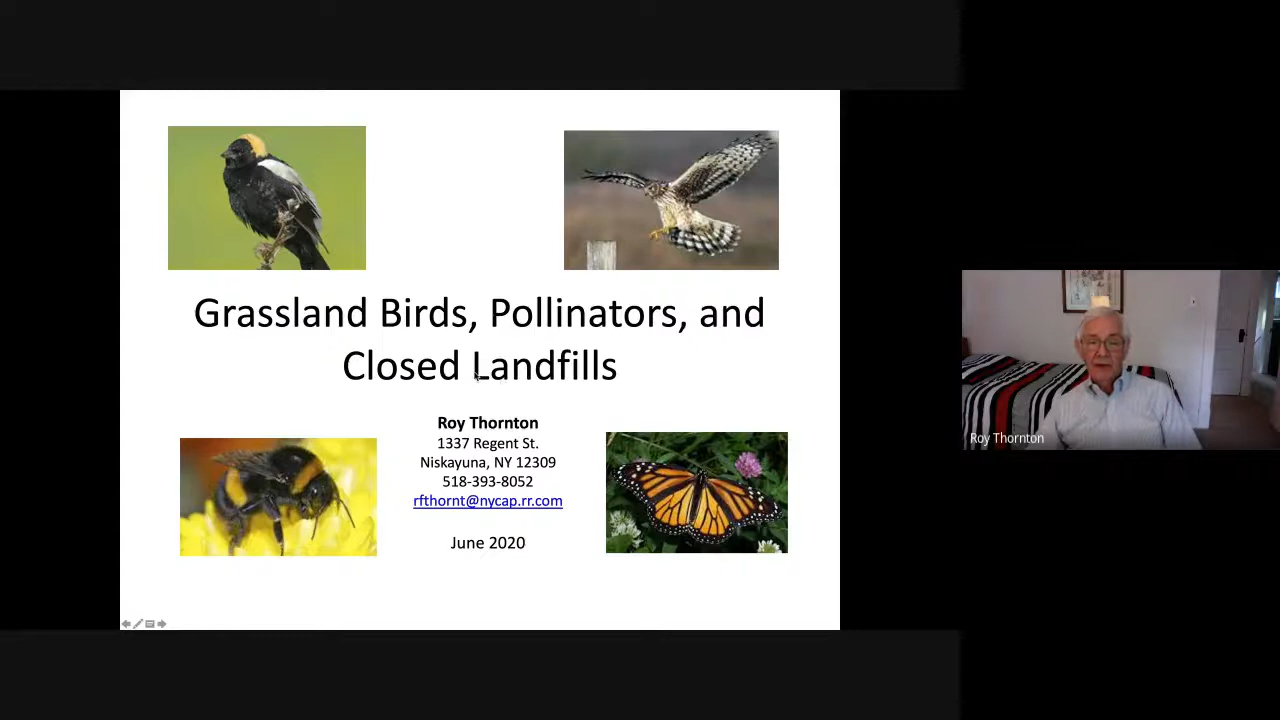 Grassland Birds, Pollinators, and
Closed Landfills
Roy Thornton
1337 Regent St.
Niskayuna, NY 12309
518-393-8052
rfthornt@nycap.rr.com
June 2020
Roy Thornton